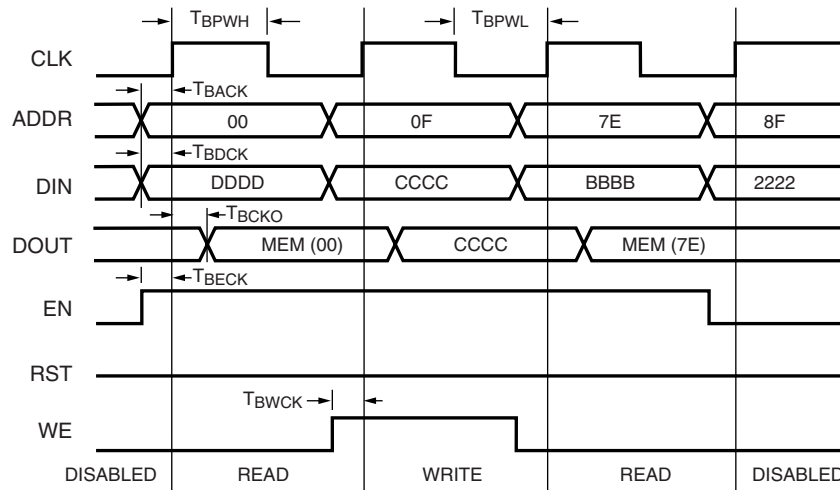 TBPWH TBPWL
CLK
TBACK
ADDR 00 0F 7E 8F
TBDCK
DIN DDDD CCCC BBBB 2222
TBCKO
DOUT MEM (00) CCCC MEM (7E)
TBECK
EN
RST
TBWCK
WE
DISABLED READ WRITE READ DISABLED